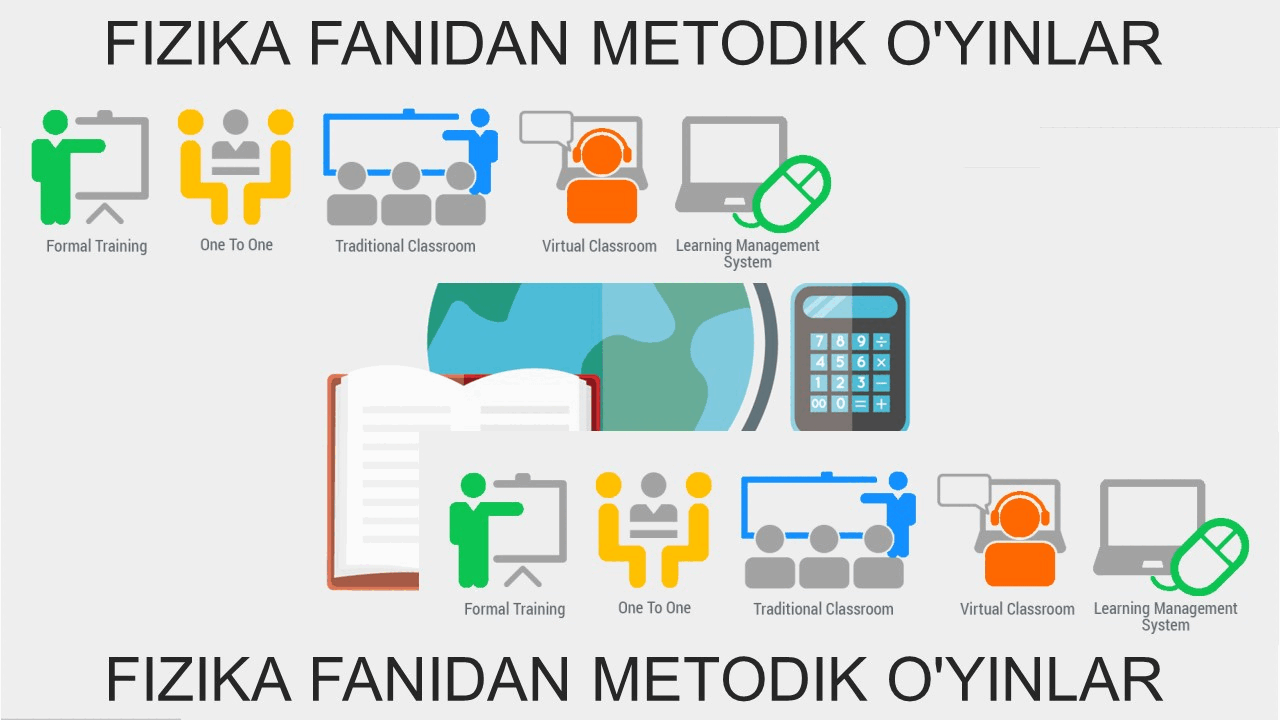 FIZIKA FANIDAN METODIK O'YINLAR
Formal Training
One To One
Traditional Classroom
Virtual Classroom
Learning Management
System
7 8 9 ÷
4 5 6 ×
1 2 3 −
00 0 = +
Formal Training
One To One
Traditional Classroom
Virtual Classroom
Learning Management
System
FIZIKA FANIDAN METODIK O'YINLAR